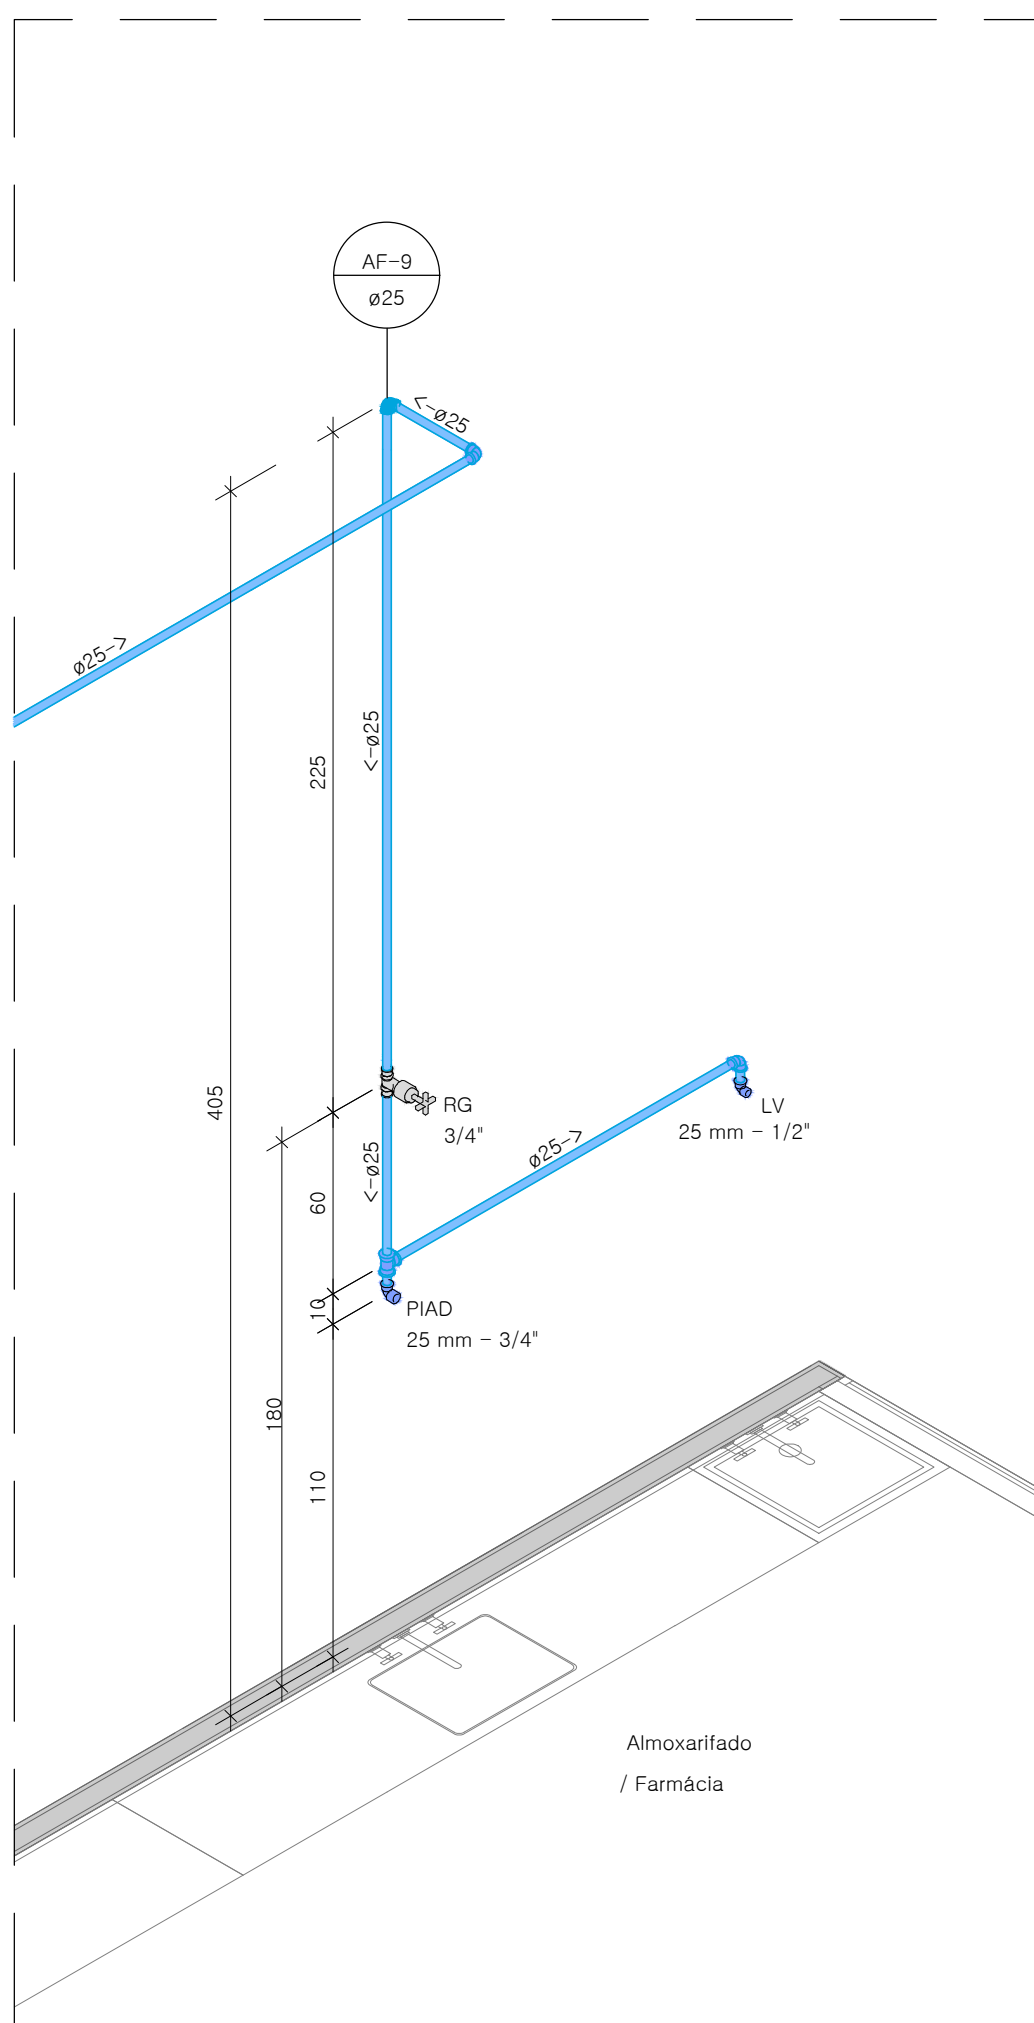 AF-9
ø25
<-ø25
ø25->
<-ø25
225
405
RG
3/4"
LV
25 mm - 1/2"
ø25->
<-ø25
60
10
PIAD
25 mm - 3/4"
180
110
Almoxarifado
/ Farmácia